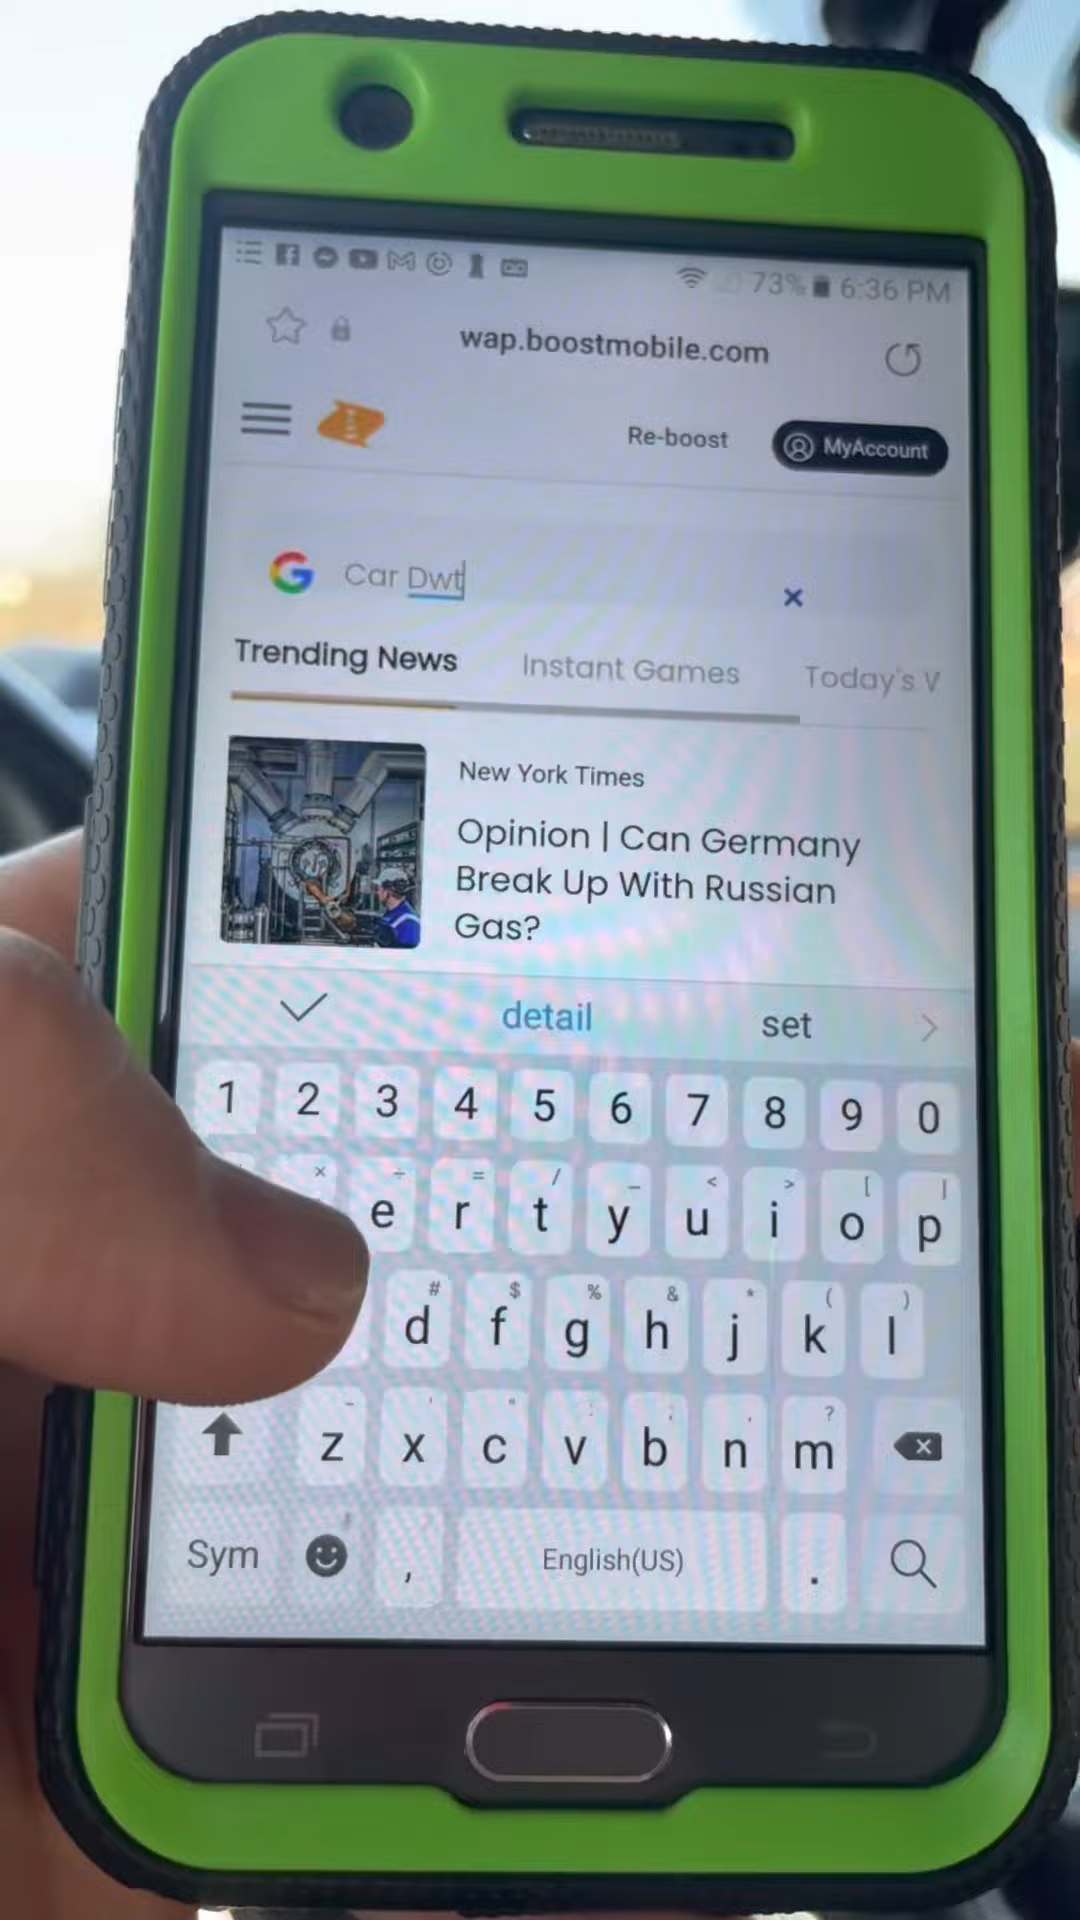 73% 6:36 PM
wap.boostmobile.com
Re-boost MyAccount
G Car Dwt ×
Trending News Instant Games Today's V
New York Times
Opinion | Can Germany
Break Up With Russian
Gas?
detail set
1 2 3 4 5 6 7 8 9 0
e r t y u i o p
d f g h j k l
z x c v b n m
Sym , English(US) .